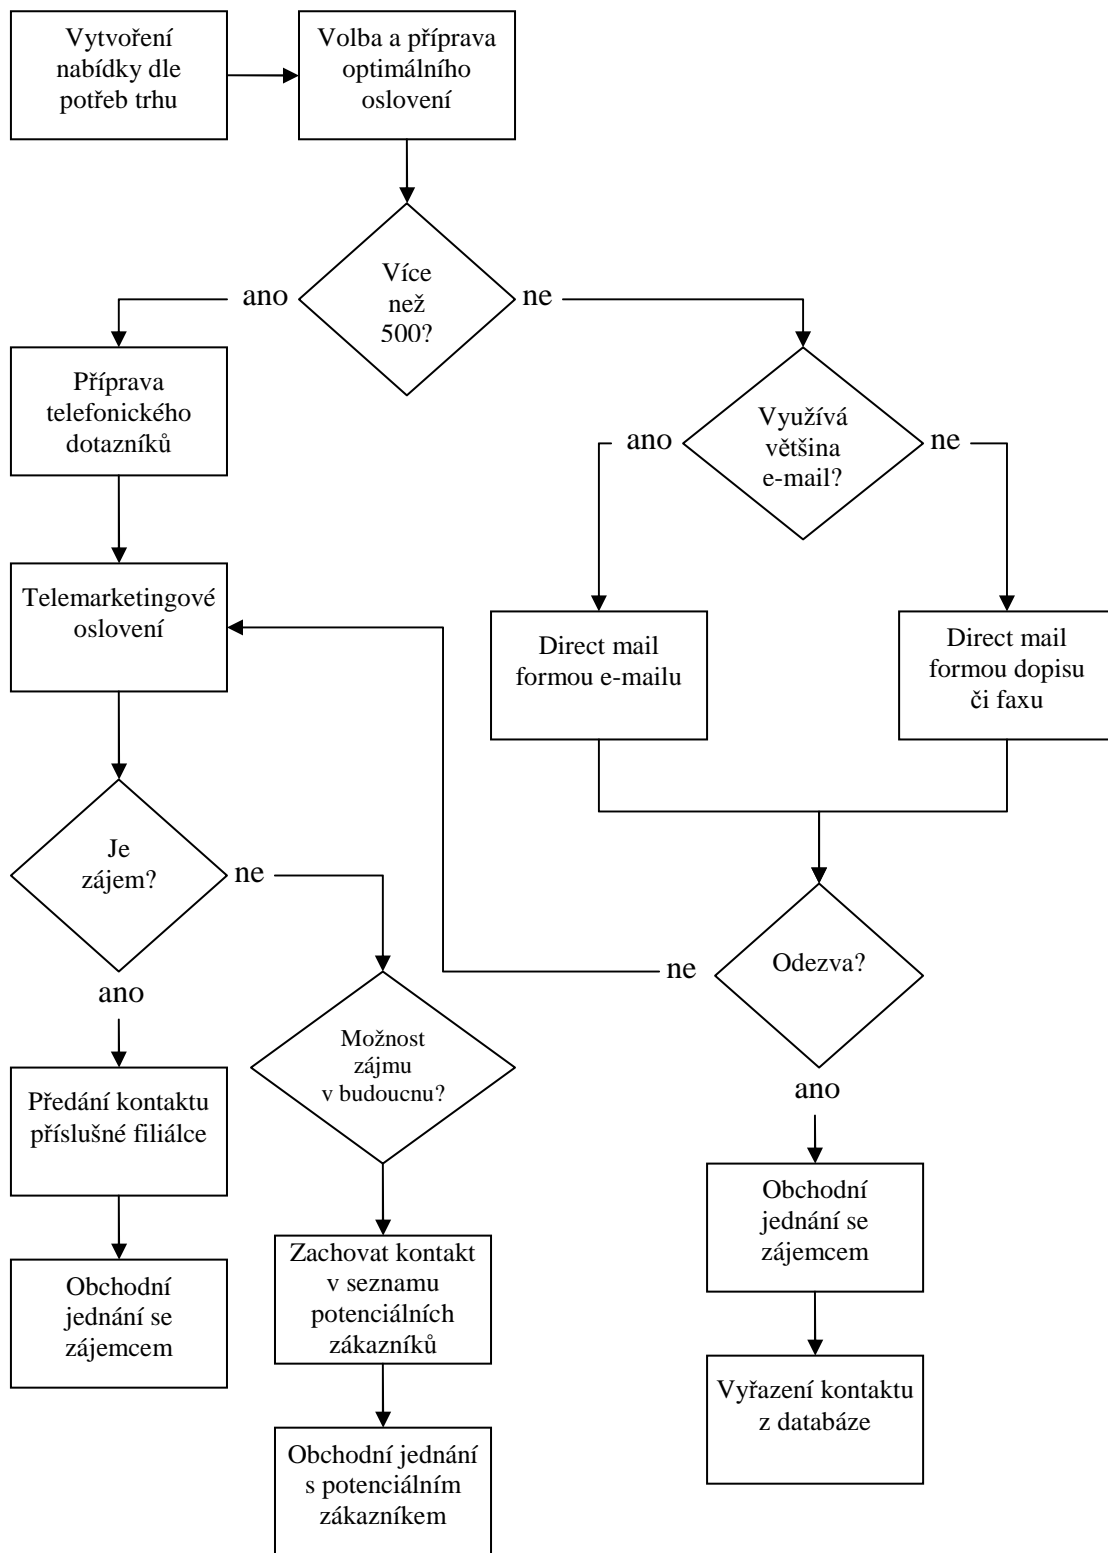 Vytvoření
nabídky dle
potřeb trhu
Volba a příprava
optimálního
oslovení
Více
než
500?
ano
ne
Příprava
telefonického
dotazníků
Využívá
většina
e-mail?
ano
ne
Telemarketingové
oslovení
Direct mail
formou e-mailu
Direct mail
formou dopisu
či faxu
Je
zájem?
ne
ano
Odezva?
ne
ano
Možnost
zájmu
v budoucnu?
Předání kontaktu
příslušné filiálce
Obchodní
jednání se
zájemcem
Zachovat kontakt
v seznamu
potenciálních
zákazníků
Obchodní
jednání se
zájemcem
Vyřazení kontaktu
z databáze
Obchodní jednání
s potenciálním
zákazníkem